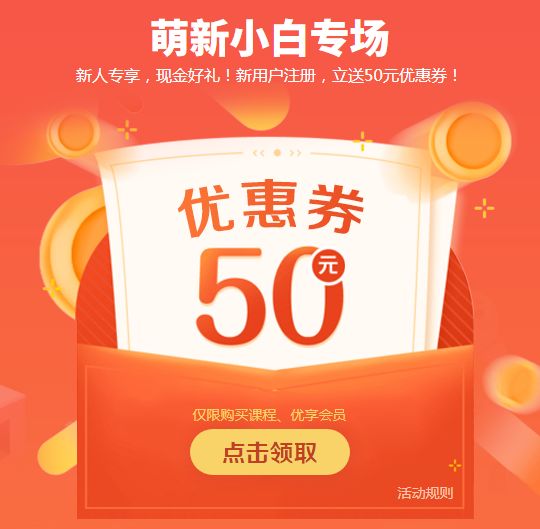 萌新小白专场
新人专享，现金好礼！新用户注册，立送50元优惠券！
优惠券
50元
仅限购买课程、优享会员
点击领取
活动规则